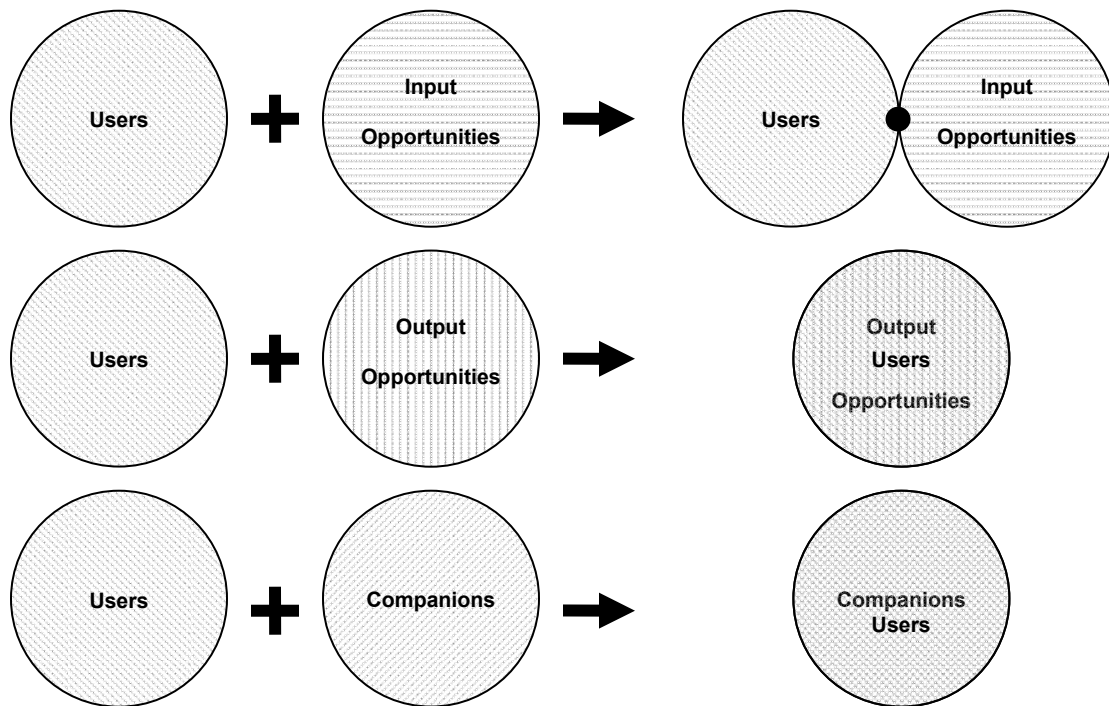 Users
Input
Opportunities
Users
Input
Opportunities
Users
Output
Opportunities
Output
Users
Opportunities
Users
Companions
Companions
Users